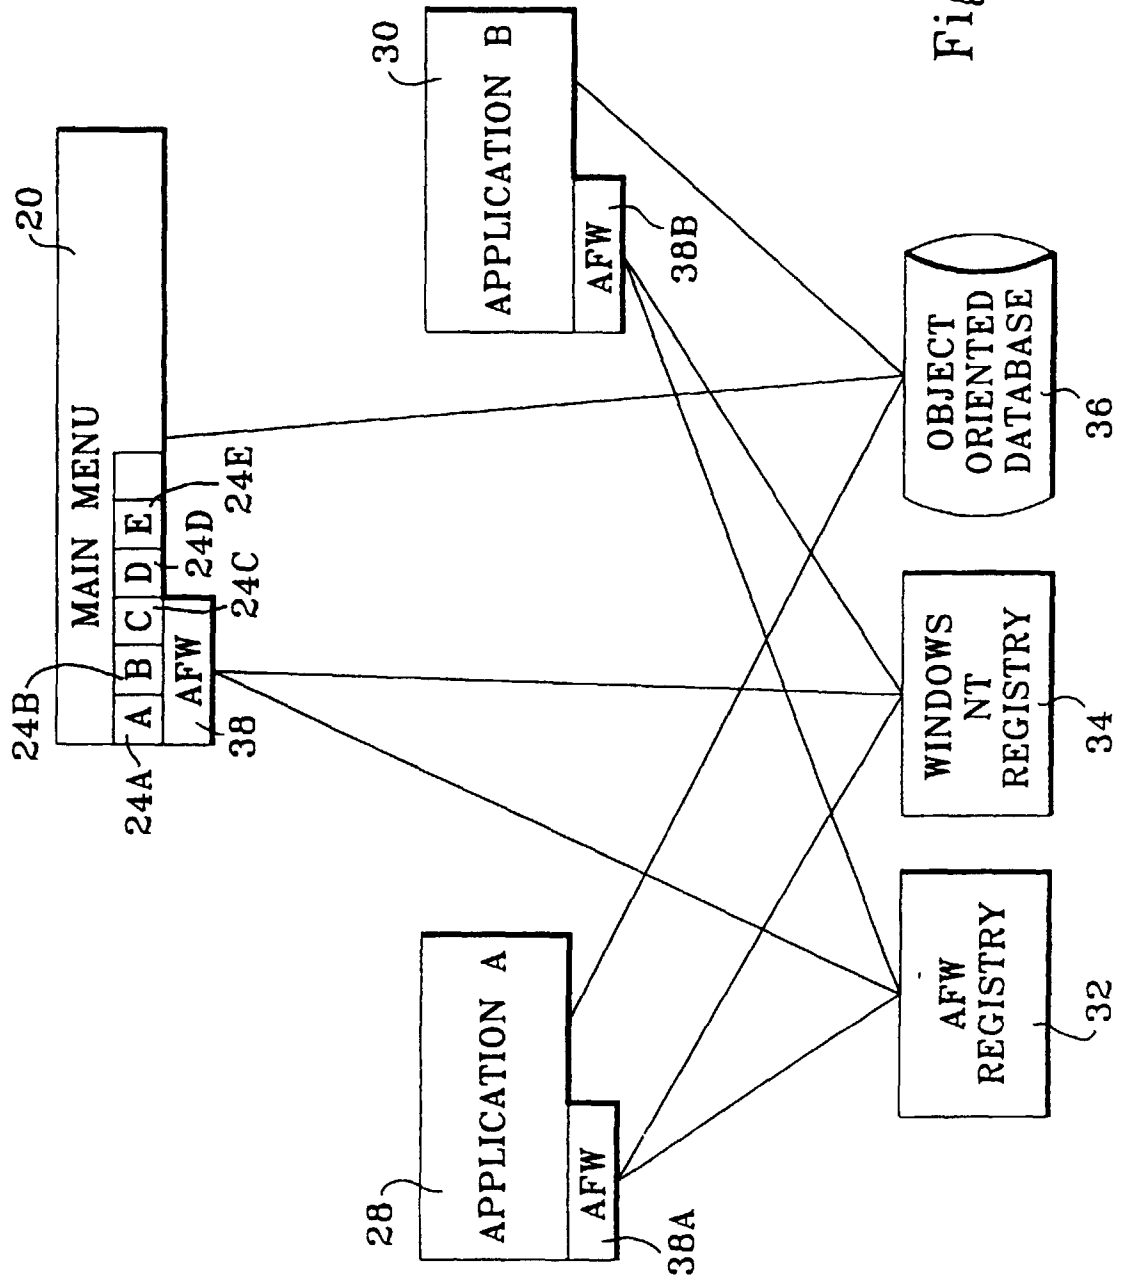 20
MAIN MENU
24B
A B C D E
24A
AFW
38
24C
24D
24E
28
APPLICATION A
AFW
38A
30
APPLICATION B
AFW
38B
AFW
REGISTRY
32
WINDOWS
NT
REGISTRY
34
OBJECT
ORIENTED
DATABASE
36